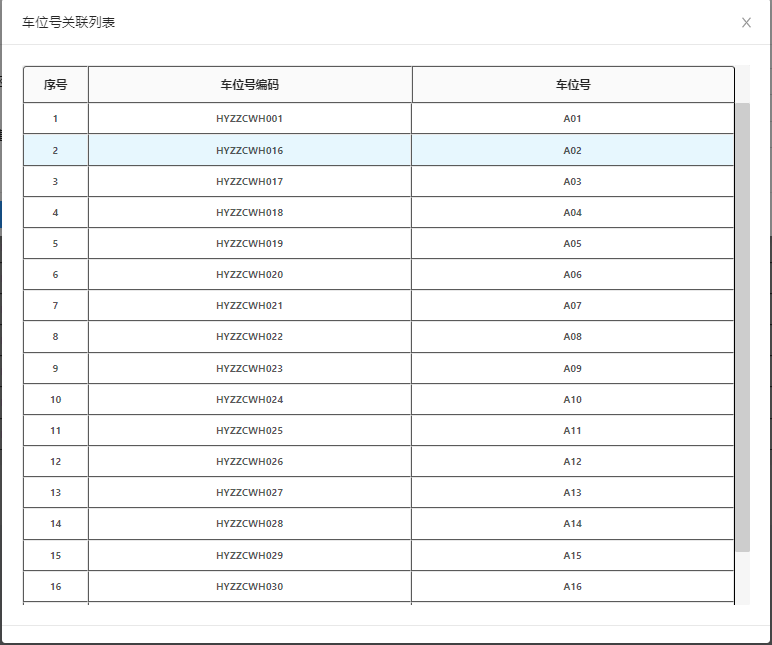 车位号关联列表
序号 车位号编码 车位号
1 HYZZCWH001 A01
2 HYZZCWH016 A02
3 HYZZCWH017 A03
4 HYZZCWH018 A04
5 HYZZCWH019 A05
6 HYZZCWH020 A06
7 HYZZCWH021 A07
8 HYZZCWH022 A08
9 HYZZCWH023 A09
10 HYZZCWH024 A10
11 HYZZCWH025 A11
12 HYZZCWH026 A12
13 HYZZCWH027 A13
14 HYZZCWH028 A14
15 HYZZCWH029 A15
16 HYZZCWH030 A16